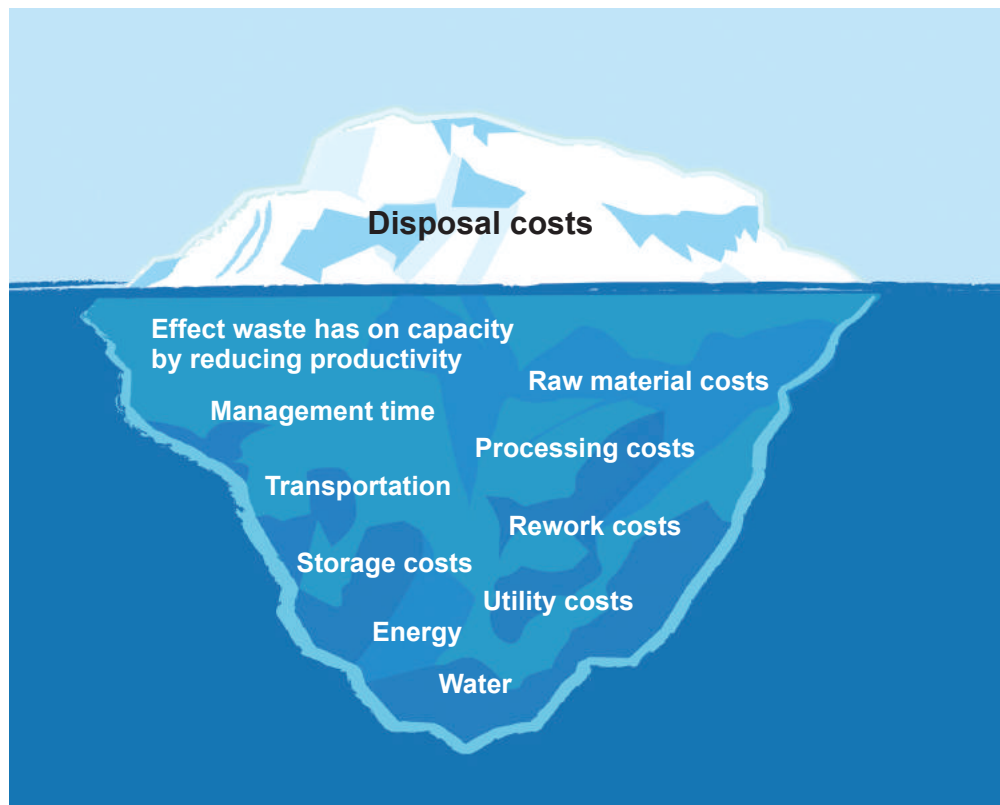 Disposal costs
Effect waste has on capacity
by reducing productivity
Raw material costs
Management time
Processing costs
Transportation
Rework costs
Storage costs
Utility costs
Energy
Water